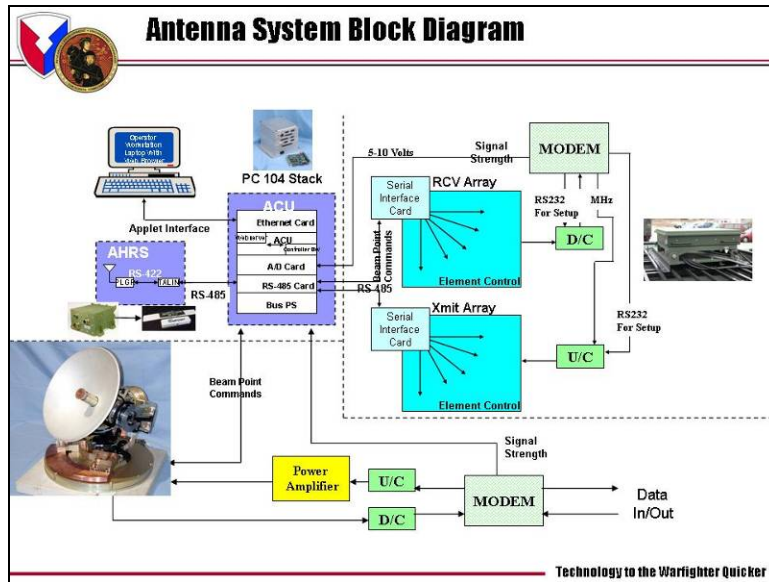 Antenna System Block Diagram
Operator
Workstation
Laptop With
Web Browser
PC 104 Stack
5-10 Volts
Signal
Strength
MODEM
Applet Interface
ACU
Ethernet Card
ACU
A/D Card
RS-485 Card
Bus PS
AHRS
RS-422
PLGR
TALIN
RS-485
Serial
Interface
Card
RCV Array
Element Control
RS232
For Setup
MHz
D/C
Beam Point
Commands
RS-485
Serial
Interface
Card
Xmit Array
Element Control
RS232
For Setup
U/C
Beam Point
Commands
Signal
Strength
Power
Amplifier
U/C
D/C
MODEM
Data
In/Out
Technology to the Warfighter Quicker